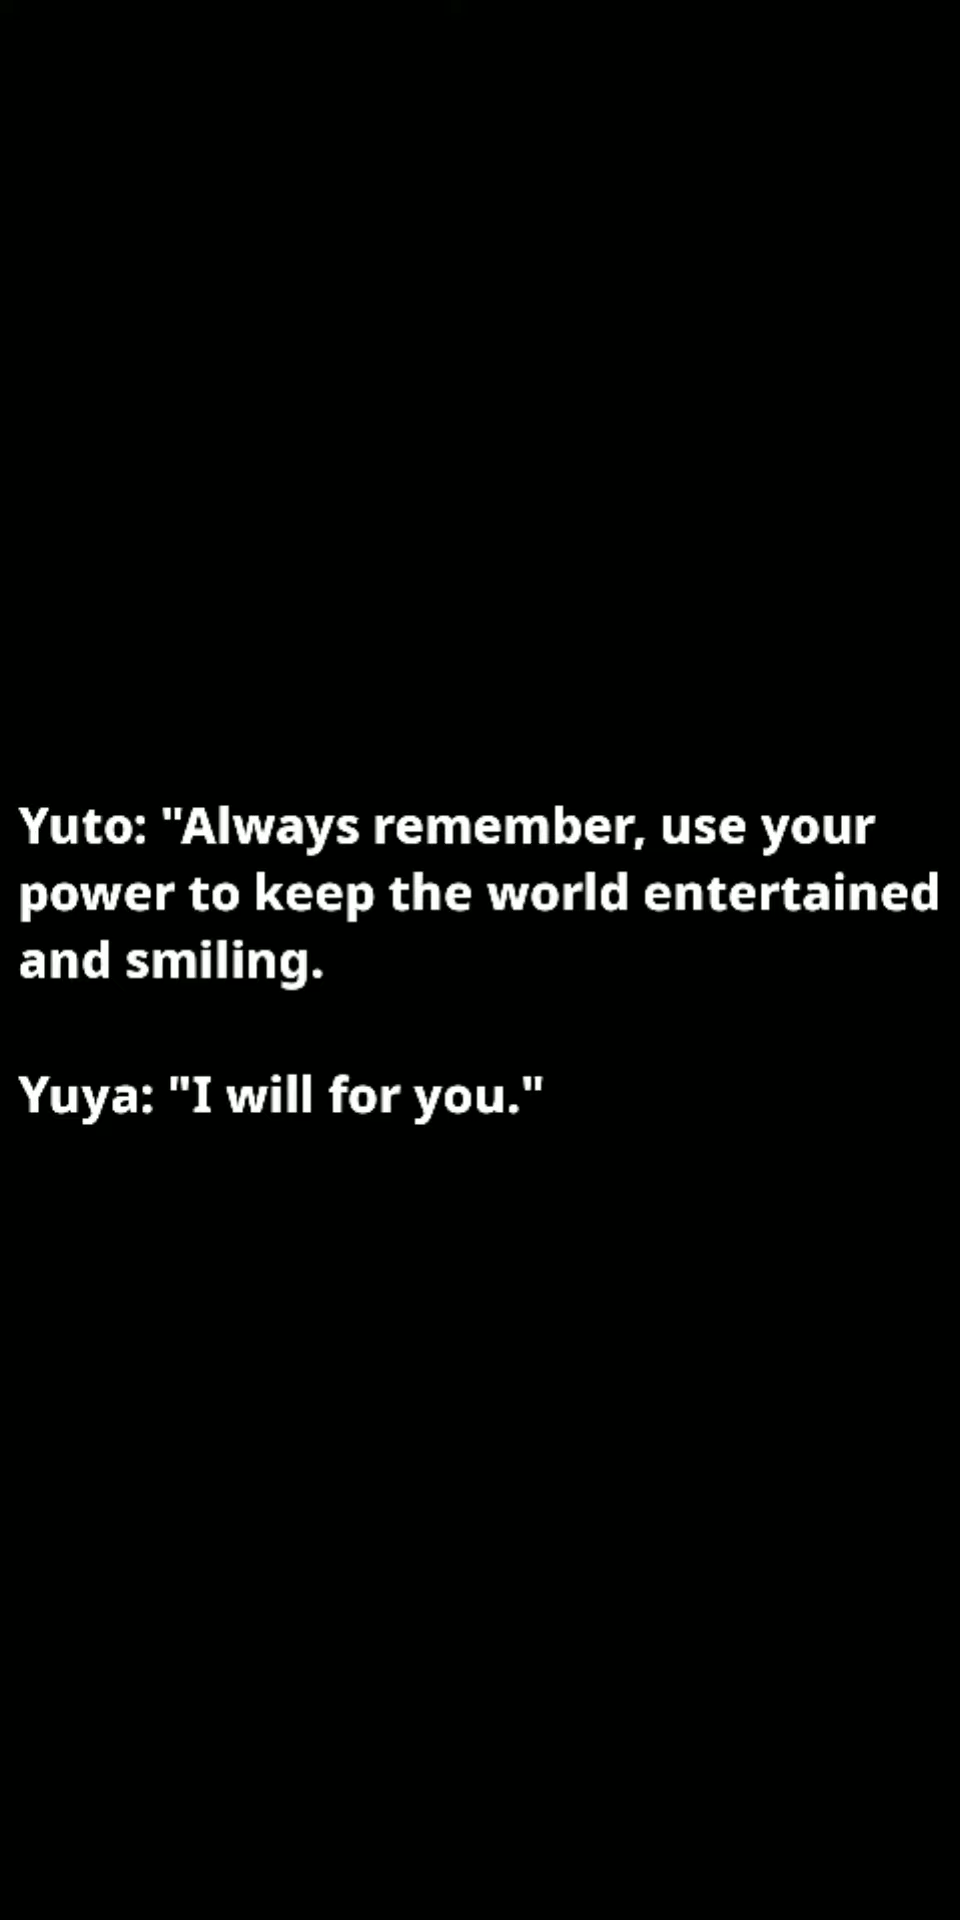 Yuto: "Always remember, use your
power to keep the world entertained
and smiling.
Yuya: "I will for you."